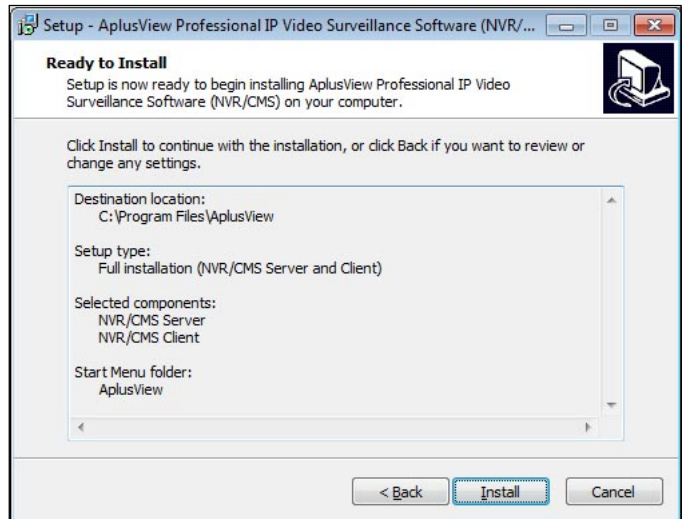 Setup - AplusView Professional IP Video Surveillance Software (NVR/...
Ready to Install
Setup is now ready to begin installing AplusView Professional IP Video
Surveillance Software (NVR/CMS) on your computer.
Click Install to continue with the installation, or click Back if you want to review or
change any settings.
Destination location:
C:\Program Files\AplusView
Setup type:
Full installation (NVR/CMS Server and Client)
Selected components:
NVR/CMS Server
NVR/CMS Client
Start Menu folder:
AplusView
< Back Install Cancel